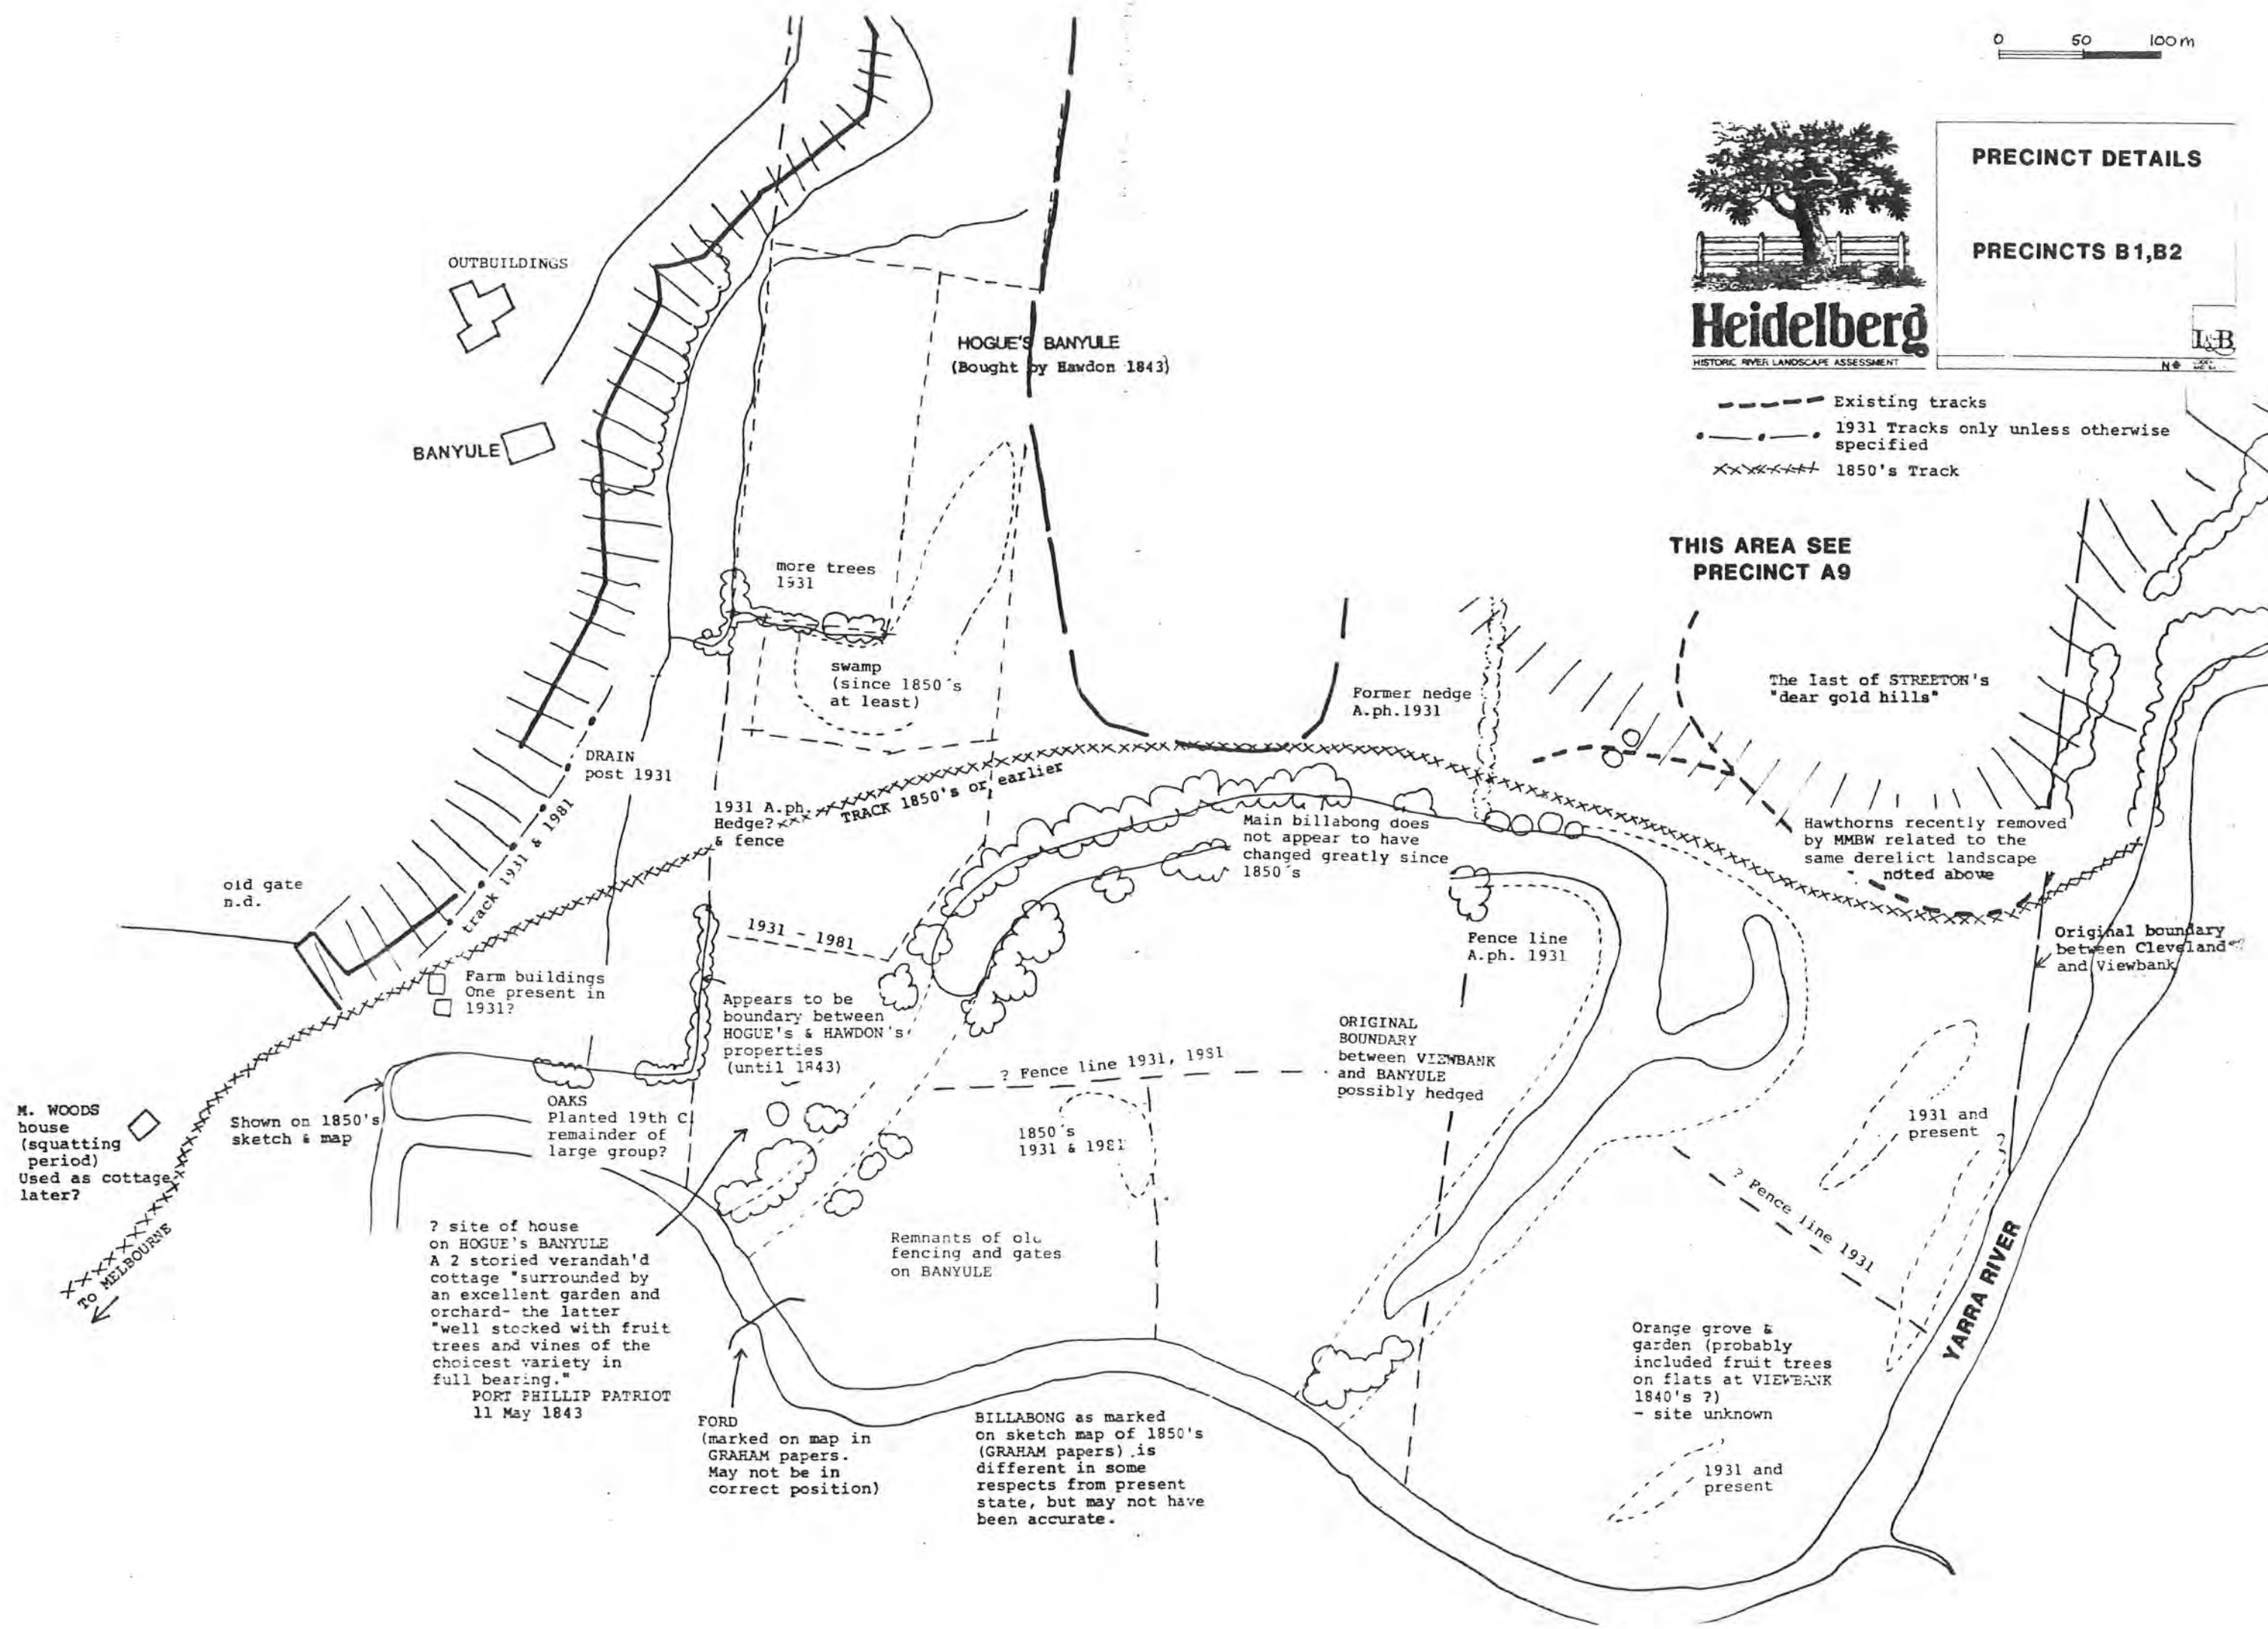 0 50 100m
PRECINCT DETAILS
PRECINCTS B1,B2
Heidelberg
HISTORIC RIVER LANDSCAPE ASSESSMENT
L&B
Existing tracks
1931 Tracks only unless otherwise
specified
1850's Track
OUTBUILDINGS
BANYULE
HOGUE'S BANYULE
(Bought by Hawdon 1843)
THIS AREA SEE
PRECINCT A9
more trees
1931
swamp
(since 1850's
at least)
Former hedge
A.ph.1931
The last of STREETON's
"dear gold hills"
DRAIN
post 1931
track 1931 & 1981
1931 A.ph.
Hedge?
& fence
TRACK 1850's or earlier
Main billabong does
not appear to have
changed greatly since
1850's
Hawthorns recently removed
by MMBW related to the
same derelict landscape
noted above
old gate
n.d.
1931 - 1981
Fence line
A.ph. 1931
Original boundary
between Cleveland
and Viewbank
Farm buildings
One present in
1931?
Appears to be
boundary between
HOGUE's & HAWDON's
properties
(until 1843)
ORIGINAL
BOUNDARY
between VIEWBANK
and BANYULE
possibly hedged
? Fence line 1931, 1981
M. WOODS
house
(squatting
period)
Used as cottage
later?
Shown on 1850's
sketch & map
OAKS
Planted 19th C
remainder of
large group?
1850's
1931 & 1981
1931 and
present
? Fence line 1931
TO MELBOURNE
? site of house
on HOGUE's BANYULE
A 2 storied verandah'd
cottage "surrounded by
an excellent garden and
orchard- the latter
"well stocked with fruit
trees and vines of the
choicest variety in
full bearing."
PORT PHILLIP PATRIOT
11 May 1843
Remnants of old
fencing and gates
on BANYULE
YARRA RIVER
Orange grove &
garden (probably
included fruit trees
on flats at VIEWBANK
1840's ?)
- site unknown
FORD
(marked on map in
GRAHAM papers.
May not be in
correct position)
BILLABONG as marked
on sketch map of 1850's
(GRAHAM papers) is
different in some
respects from present
state, but may not have
been accurate.
1931 and
present